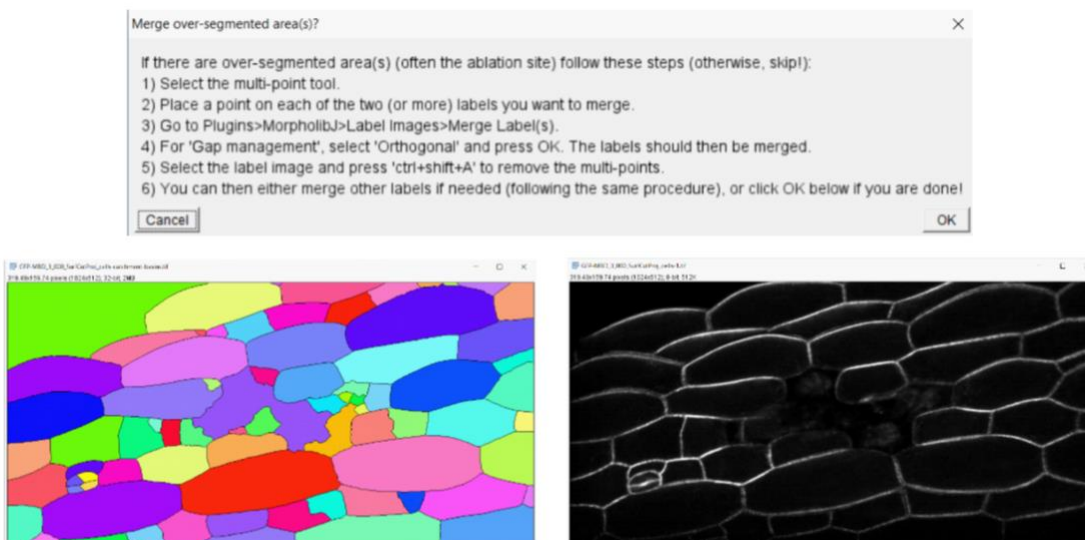 Merge over-segmented area(s)?
If there are over-segmented area(s) (often the ablation site) follow these steps (otherwise, skip!):
1) Select the multi-point tool.
2) Place a point on each of the two (or more) labels you want to merge.
3) Go to Plugins>MorpholibJ>Label Images>Merge Label(s).
4) For 'Gap management', select 'Orthogonal' and press OK. The labels should then be merged.
5) Select the label image and press 'ctrl+shift+A' to remove the multi-points.
6) You can then either merge other labels if needed (following the same procedure), or click OK below if you are done!
Cancel
OK